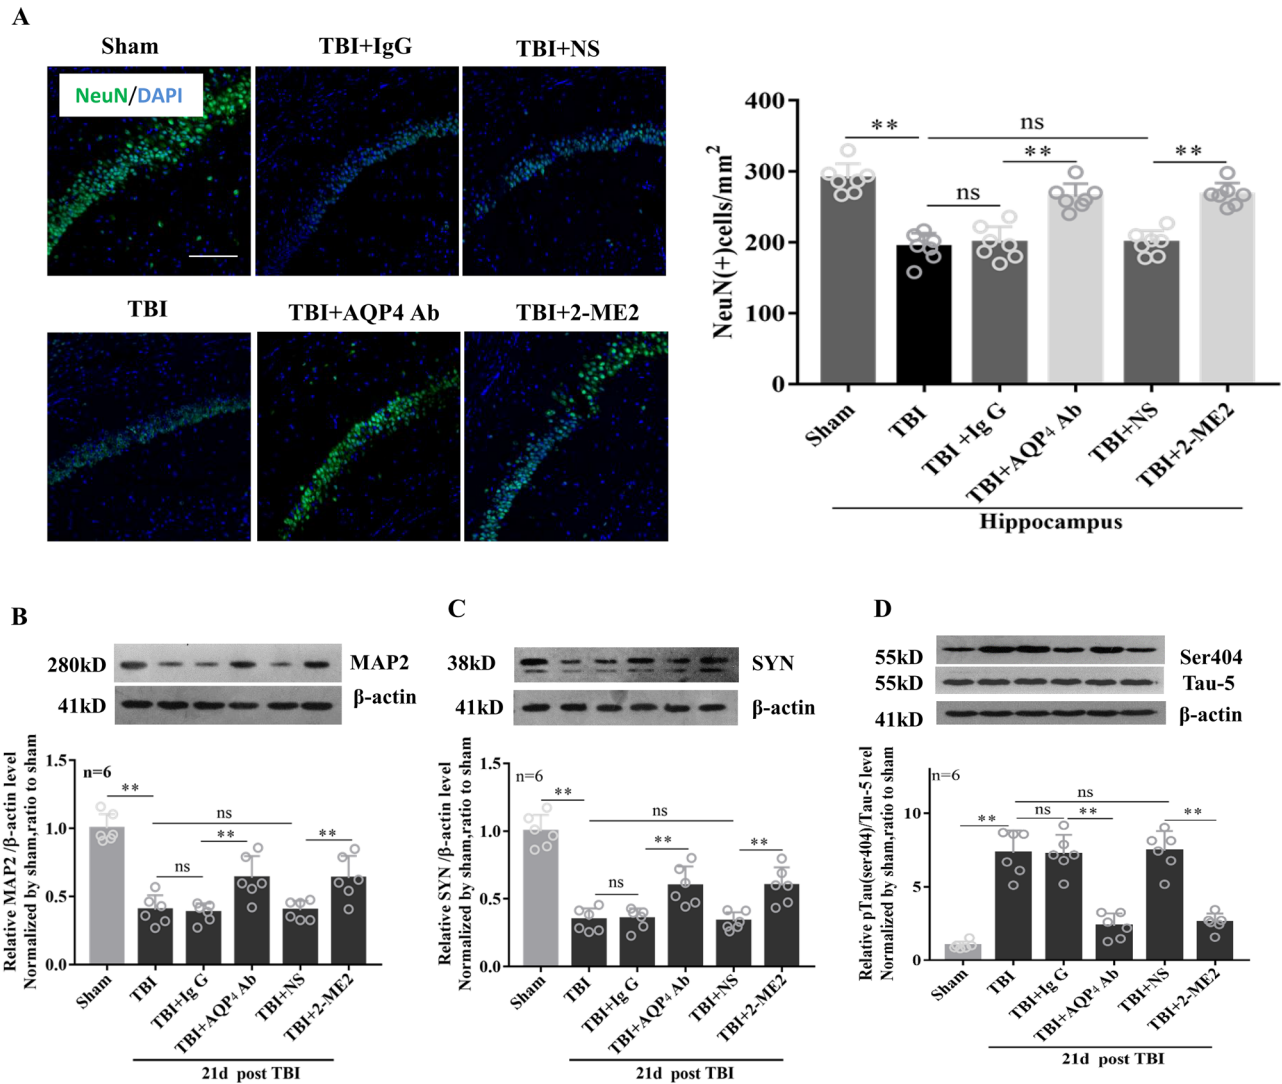 A
Sham
TBI+IgG
TBI+NS
NeuN/DAPI
TBI
TBI+AQP4 Ab
TBI+2-ME2
NeuN(+)cells/mm²
400
300
200
100
0
**
ns
**
**
ns
Sham
TBI
TBI +Ig G
TBI+AQP4 Ab
TBI+NS
TBI+2-ME2
Hippocampus
B
280kD
MAP2
41kD
β-actin
Relative MAP2 /β-actin level
Normalized by sham,ratio to sham
1.5
1.0
0.5
0.0
n=6
**
ns
**
**
ns
Sham
TBI
TBI+Ig G
TBI+AQP4 Ab
TBI+NS
TBI+2-ME2
21d post TBI
C
38kD
SYN
41kD
β-actin
Relative SYN /β-actin level
Normalized by sham,ratio to sham
1.5
1.0
0.5
0.0
n=6
**
ns
**
**
ns
Sham
TBI
TBI+Ig G
TBI+AQP4 Ab
TBI+NS
TBI+2-ME2
21d post TBI
D
55kD
Ser404
55kD
Tau-5
41kD
β-actin
Relative pTau(ser404)/Tau-5 level
Normalized by sham,ratio to sham
10
5
0
n=6
ns
**
ns
**
**
Sham
TBI
TBI+Ig G
TBI+AQP4 Ab
TBI+NS
TBI+2-ME2
21d post TBI